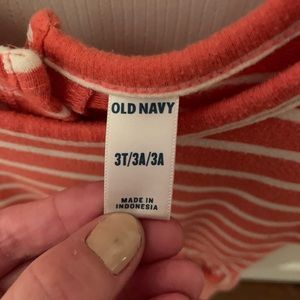 OLD NAVY
3T/3A/3A
MADE IN
INDONESIA